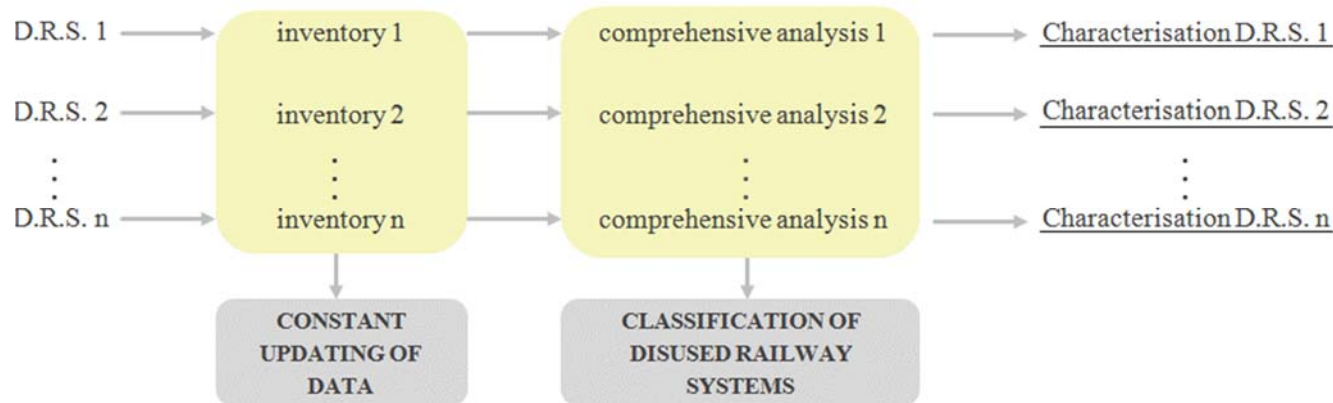 D.R.S. 1 inventory 1 comprehensive analysis 1 Characterisation D.R.S. 1
D.R.S. 2 inventory 2 comprehensive analysis 2 Characterisation D.R.S. 2
D.R.S. n inventory n comprehensive analysis n Characterisation D.R.S. n
CONSTANT
UPDATING OF
DATA
CLASSIFICATION OF
DISUSED RAILWAY
SYSTEMS